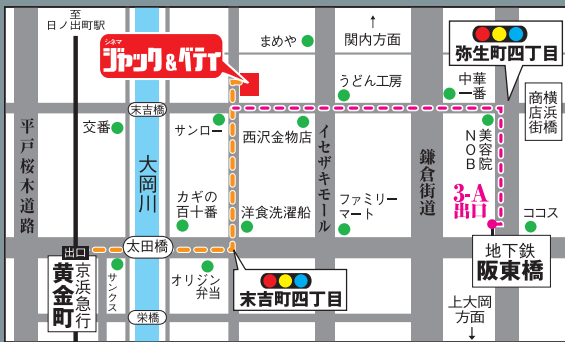 至
日ノ出町駅
シネマ
ジャック&ベティ
まめや
↑
関内方面
弥生町四丁目
うどん工房
中華
一番
横浜
商店街橋
末吉橋
平戸桜木道路
交番
サンロー
西沢金物店
イセザキモール
鎌倉街道
美容院
NOB
大岡川
3-A
出口
カギの
百十番
洋食洗濯船
ファミリー
マート
ココス
太田橋
出口
京浜急行
黄金町
サンクス
オリジン
弁当
末吉町四丁目
地下鉄
阪東橋
栄橋
上大岡
方面
↓